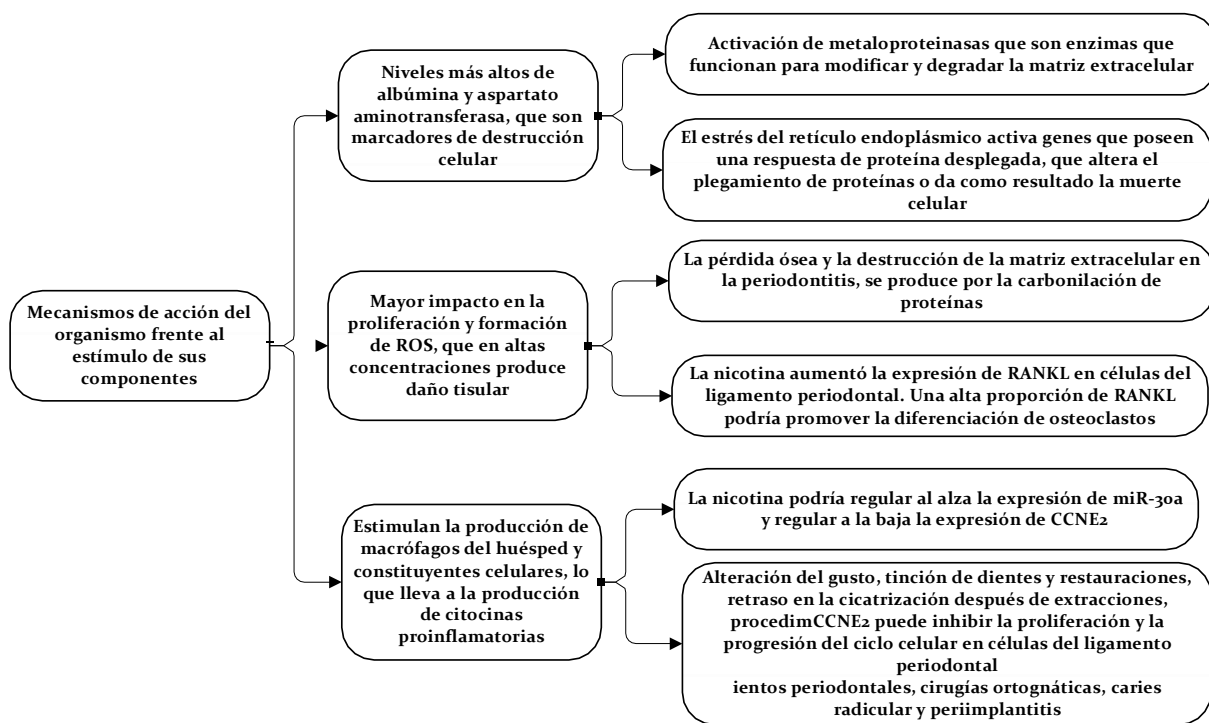 Mecanismos de acción del
organismo frente al
estímulo de sus
componentes
Niveles más altos de
albúmina y aspartato
aminotransferasa, que son
marcadores de destrucción
celular
Activación de metaloproteinasas que son enzimas que
funcionan para modificar y degradar la matriz extracelular
El estrés del retículo endoplásmico activa genes que poseen
una respuesta de proteína desplegada, que altera el
plegamiento de proteínas o da como resultado la muerte
celular
Mayor impacto en la
proliferación y formación
de ROS, que en altas
concentraciones produce
daño tisular
La pérdida ósea y la destrucción de la matriz extracelular en
la periodontitis, se produce por la carbonilación de
proteínas
La nicotina aumentó la expresión de RANKL en células del
ligamento periodontal. Una alta proporción de RANKL
podría promover la diferenciación de osteoclastos
Estimulan la producción de
macrófagos del huésped y
constituyentes celulares, lo
que lleva a la producción
de citocinas
proinflamatorias
La nicotina podría regular al alza la expresión de miR-30a
y regular a la baja la expresión de CCNE2
Alteración del gusto, tinción de dientes y restauraciones,
retraso en la cicatrización después de extracciones,
procedimCCNE2 puede inhibir la proliferación y la
progresión del ciclo celular en células del ligamento
periodontal
ientos periodontales, cirugías ortognáticas, caries
radicular y periimplantitis